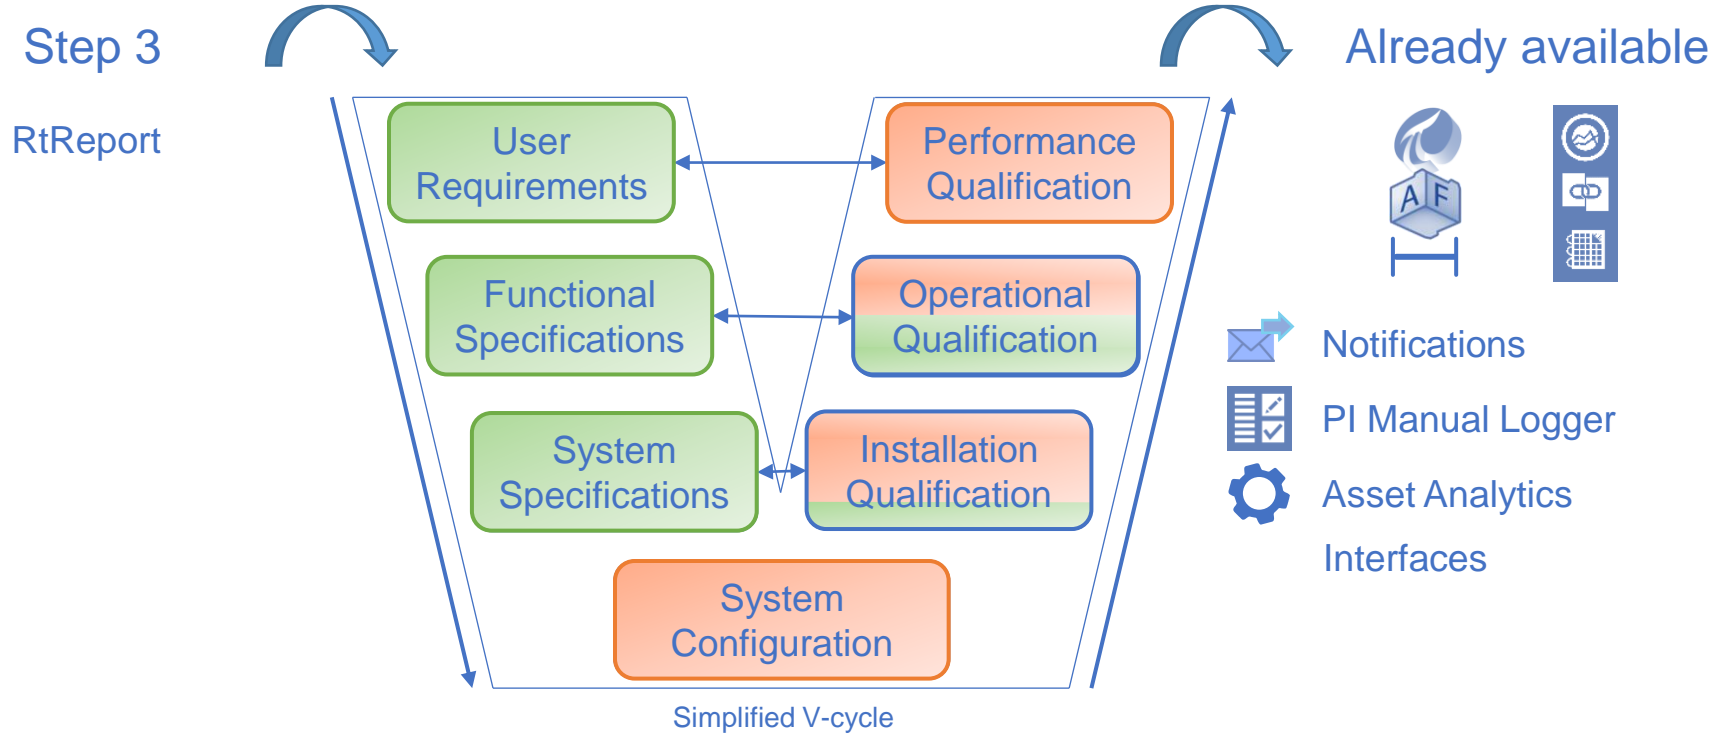 Step 3
Already available
RtReport
User
Requirements
Performance
Qualification
A F
Functional
Specifications
Operational
Qualification
Notifications
PI Manual Logger
System
Specifications
Installation
Qualification
Asset Analytics
Interfaces
System
Configuration
Simplified V-cycle